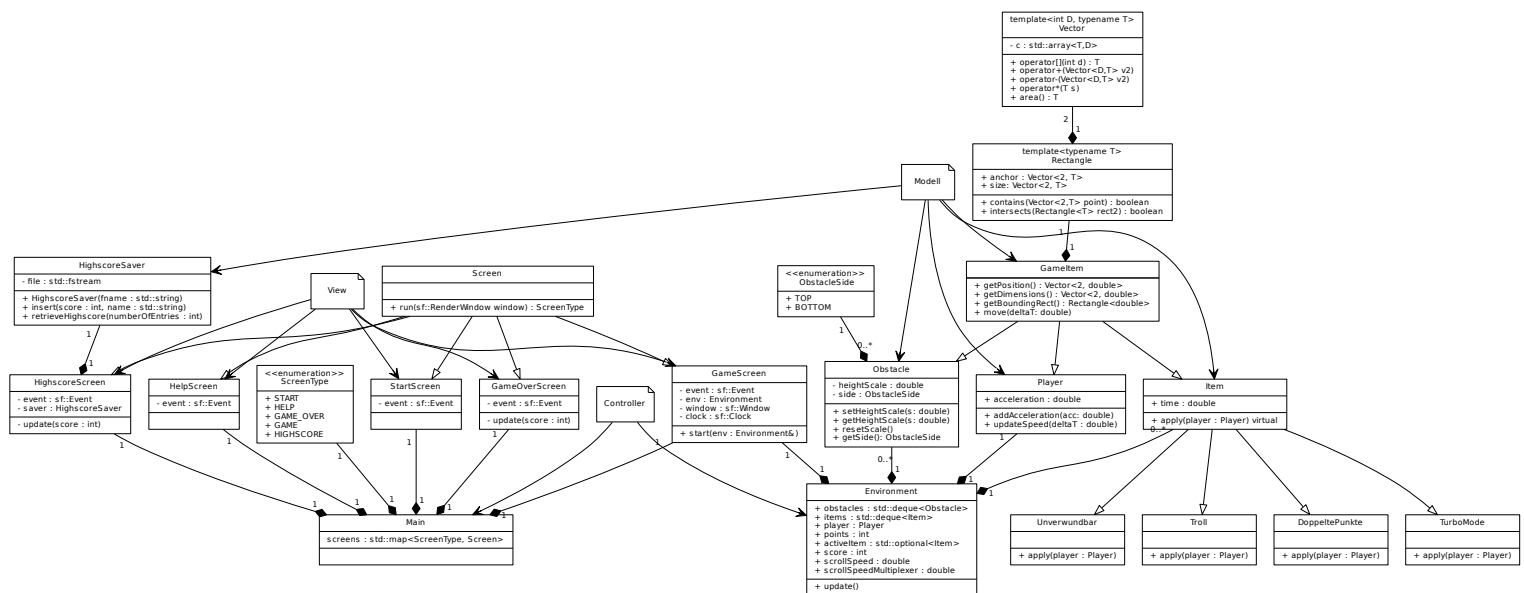 template<int D, typename T>
Vector
- c : std::array<T,D>
+ operator[](int d) : T
+ operator+(Vector<D,T> v2)
+ operator-(Vector<D,T> v2)
+ operator*(T s)
+ area() : T
2
1
template<typename T>
Rectangle
+ anchor : Vector<2, T>
+ size: Vector<2, T>
+ contains(Vector<2,T> point) : boolean
+ intersects(Rectangle<T> rect2) : boolean
1
1
Modell
HighscoreSaver
- file : std::fstream
+ HighscoreSaver(fname : std::string)
+ insert(score : int, name : std::string)
+ retrieveHighscore(numberOfEntries : int)
1
1
View
Screen
+ run(sf::RenderWindow window) : ScreenType
<<enumeration>>
ObstacleSide
+ TOP
+ BOTTOM
1
0..*
GameItem
+ getPosition() : Vector<2, double>
+ getDimensions() : Vector<2, double>
+ getBoundingRect() : Rectangle<double>
+ move(deltaT: double)
HighscoreScreen
- event : sf::Event
- saver : HighscoreSaver
- update(score : int)
1
HelpScreen
- event : sf::Event
1
<<enumeration>>
ScreenType
+ START
+ HELP
+ GAME_OVER
+ GAME
+ HIGHSCORE
1
StartScreen
- event : sf::Event
1
GameOverScreen
- event : sf::Event
- update(score : int)
1
Controller
GameScreen
- event : sf::Event
- env : Environment
- window : sf::Window
- clock : sf::Clock
+ start(env : Environment&)
1
1
Obstacle
- heightScale : double
- side : ObstacleSide
+ setHeightScale(s: double)
+ getHeightScale(s: double)
+ resetScale()
+ getSide(): ObstacleSide
0..*
Player
+ acceleration : double
+ addAcceleration(acc: double)
+ updateSpeed(deltaT : double)
1
Item
+ time : double
+ apply(player : Player) virtual
0..*
1
1
1
1
1
1
Main
screens : std::map<ScreenType, Screen>
1
1
1
1
Environment
+ obstacles : std::deque<Obstacle>
+ items : std::deque<Item>
+ player : Player
+ points : int
+ activeItem : std::optional<Item>
+ score : int
+ scrollSpeed : double
+ scrollSpeedMultiplexer : double
+ update()
Unverwundbar
+ apply(player : Player)
Troll
+ apply(player : Player)
DoppeltePunkte
+ apply(player : Player)
TurboMode
+ apply(player : Player)